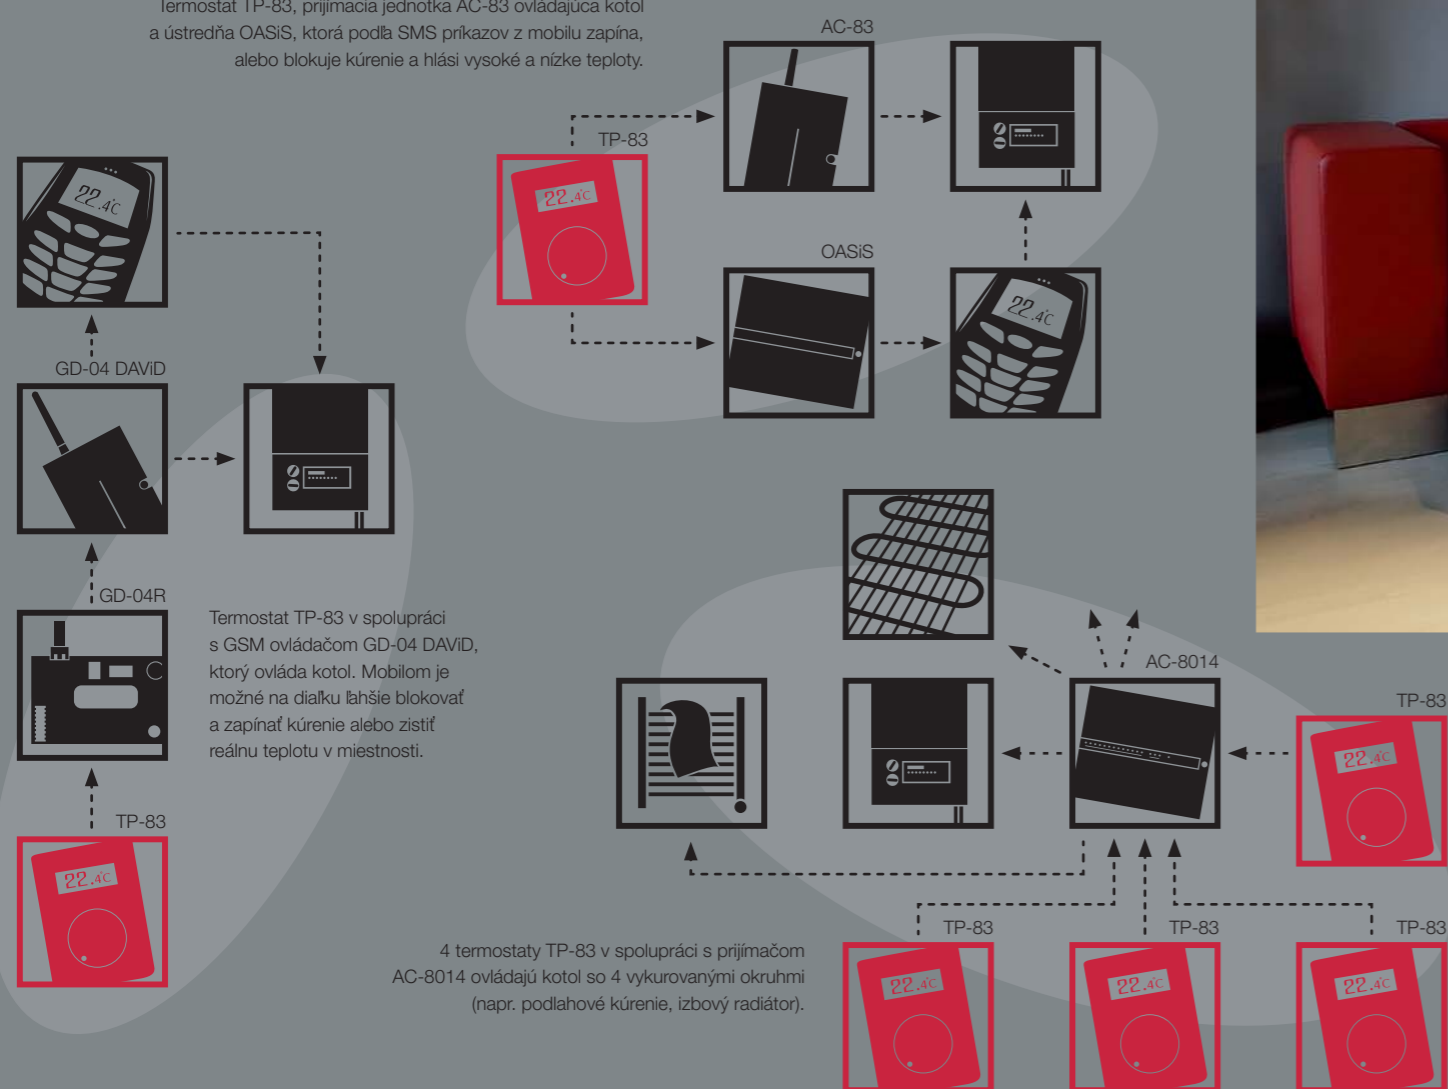 Termostat TP-83, prijímacia jednotka AC-83 ovládajúca kotol
a ústredňa OASiS, ktorá podľa SMS príkazov z mobilu zapína,
alebo blokuje kúrenie a hlási vysoké a nízke teploty.
AC-83
TP-83
22.4°C
OASiS
22.4°C
22.4°C
GD-04 DAViD
GD-04R
Termostat TP-83 v spolupráci
s GSM ovládačom GD-04 DAViD,
ktorý ovláda kotol. Mobilom je
možné na diaľku ľahšie blokovať
a zapínať kúrenie alebo zistiť
reálnu teplotu v miestnosti.
TP-83
22.4°C
AC-8014
TP-83
22.4°C
4 termostaty TP-83 v spolupráci s prijímačom
AC-8014 ovládajú kotol so 4 vykurovanými okruhmi
(napr. podlahové kúrenie, izbový radiátor).
TP-83
22.4°C
TP-83
22.4°C
TP-83
22.4°C